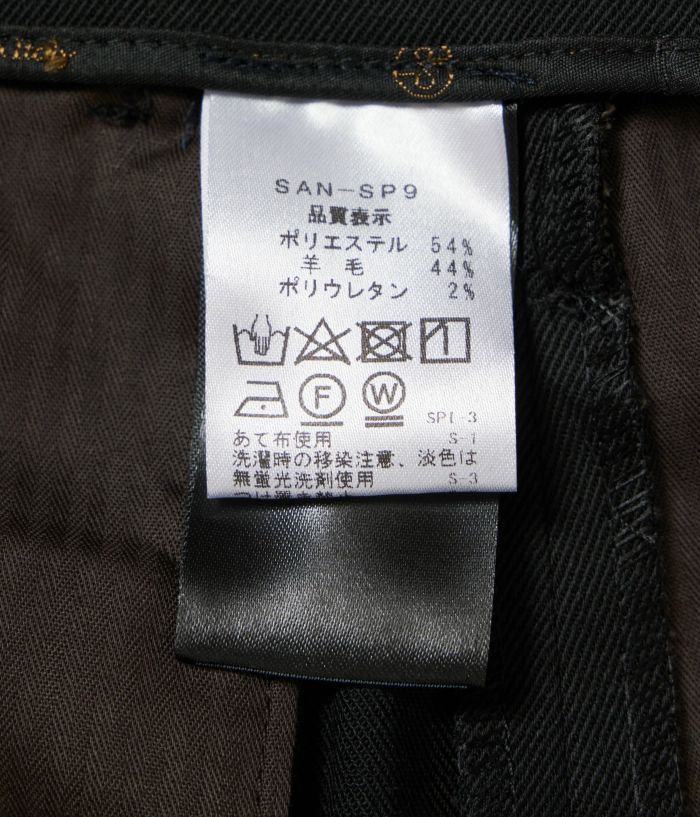 SAN-SP9
品質表示
ポリエステル 54%
羊毛 44%
ポリウレタン 2%
F W
SPI-3
あて布使用 S-1
洗濯時の移染注意、淡色は
無蛍光洗剤使用 S-3